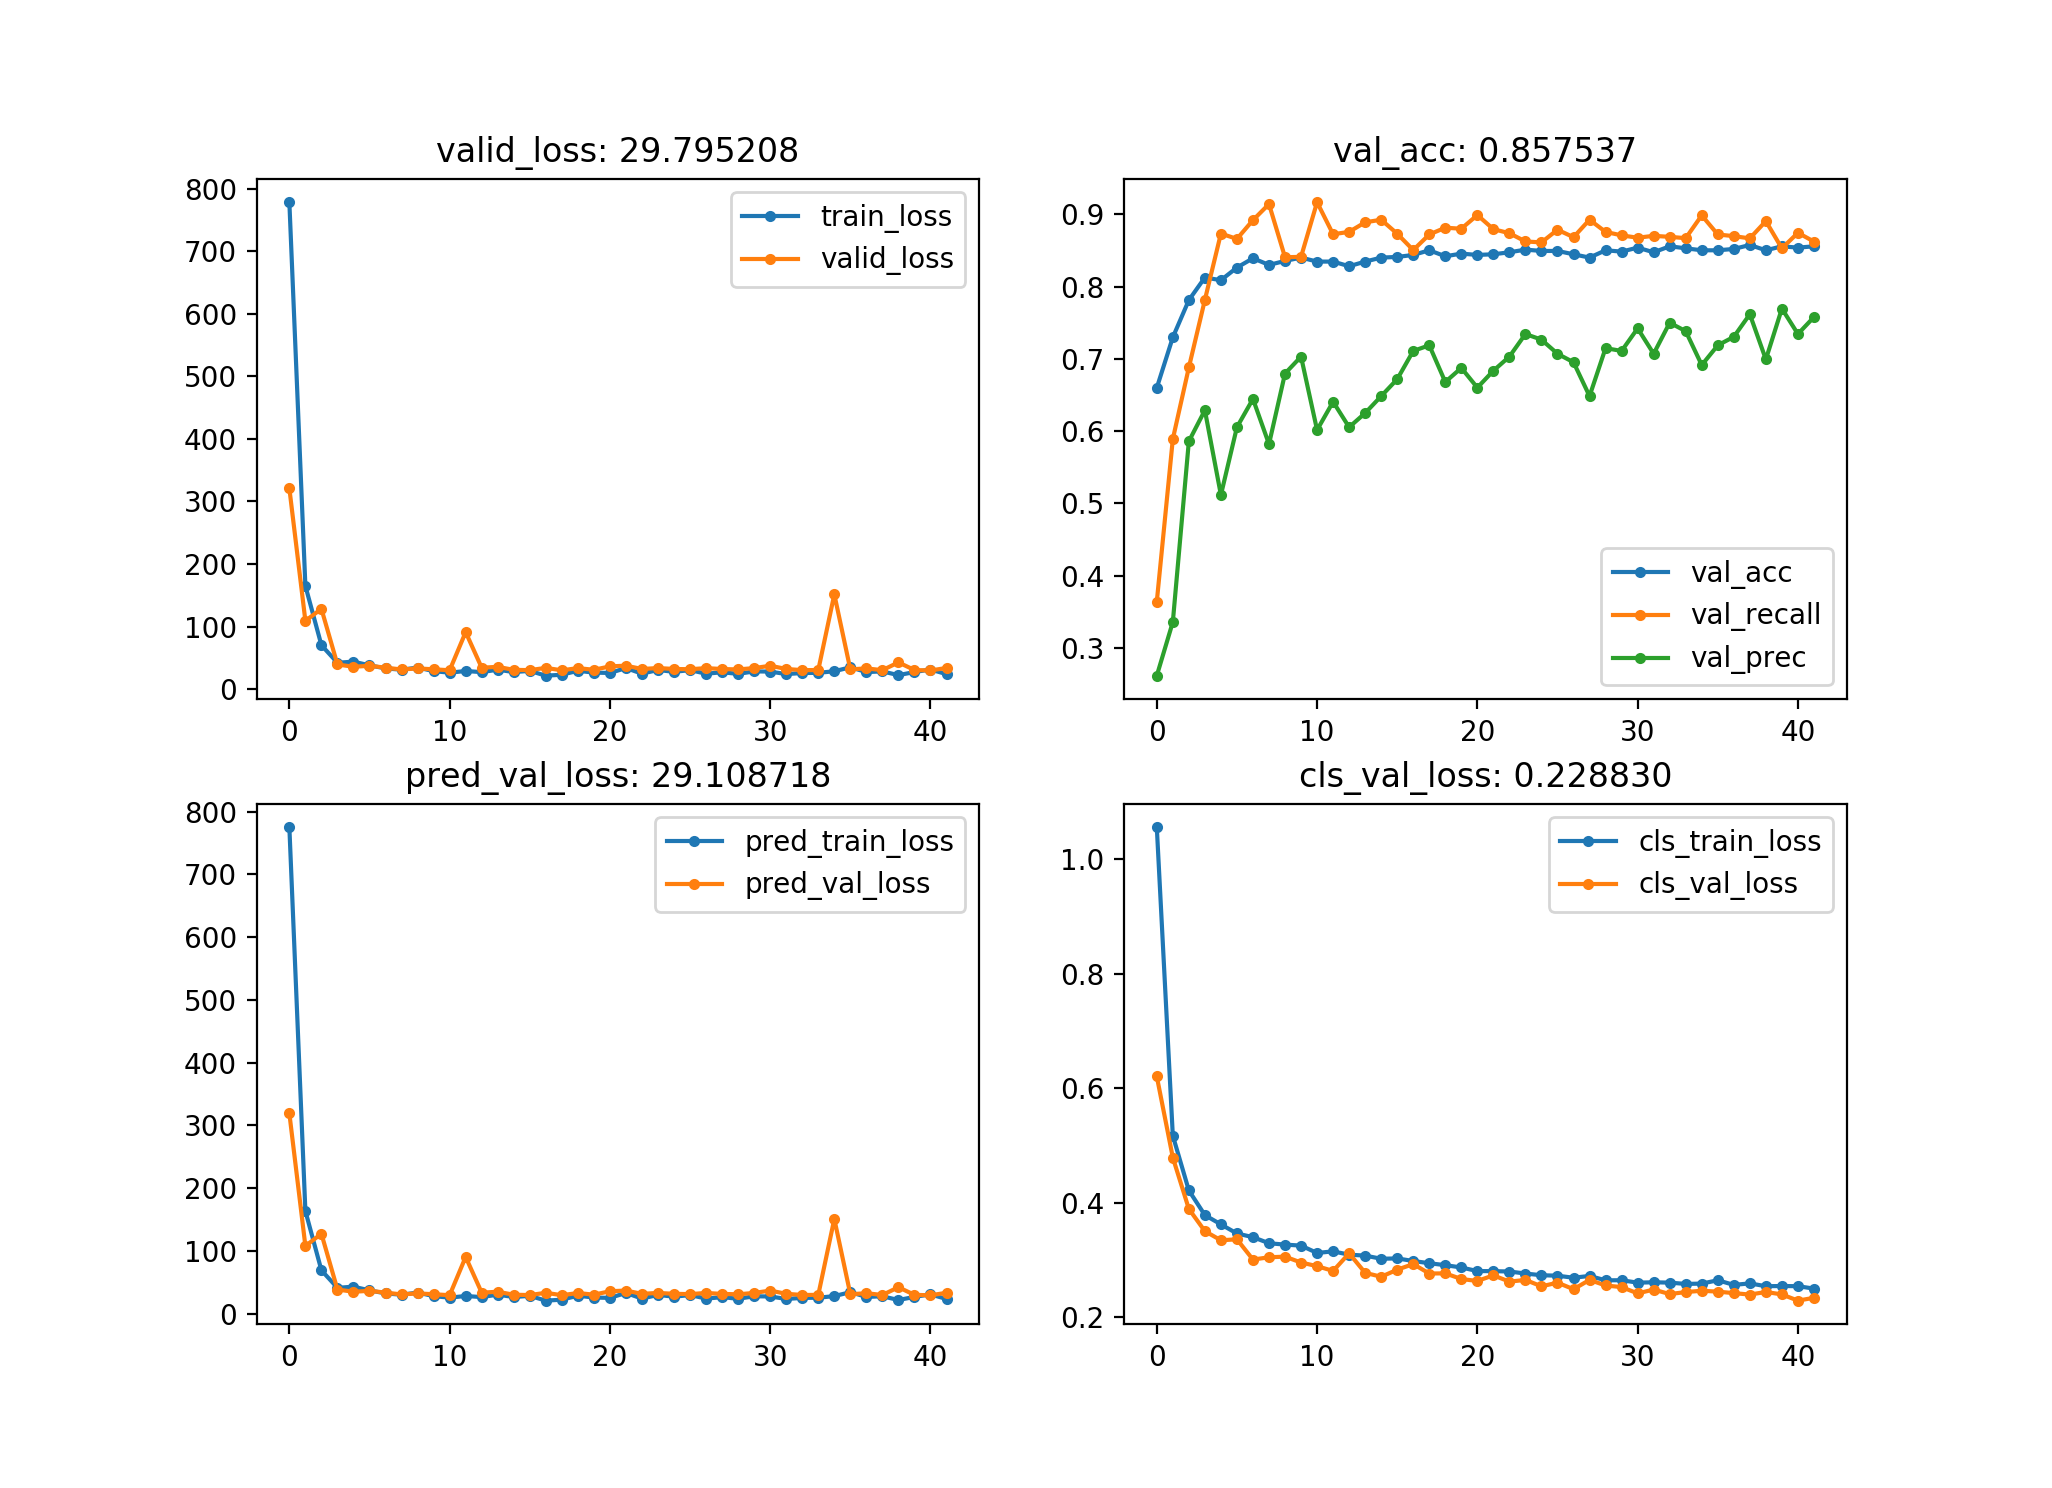 valid_loss: 29.795208
800
700
600
500
400
300
200
100
0
train_loss
valid_loss
0 10 20 30 40
val_acc: 0.857537
0.9
0.8
0.7
0.6
0.5
0.4
0.3
val_acc
val_recall
val_prec
0 10 20 30 40
pred_val_loss: 29.108718
800
700
600
500
400
300
200
100
0
pred_train_loss
pred_val_loss
0 10 20 30 40
cls_val_loss: 0.228830
1.0
0.8
0.6
0.4
0.2
cls_train_loss
cls_val_loss
0 10 20 30 40